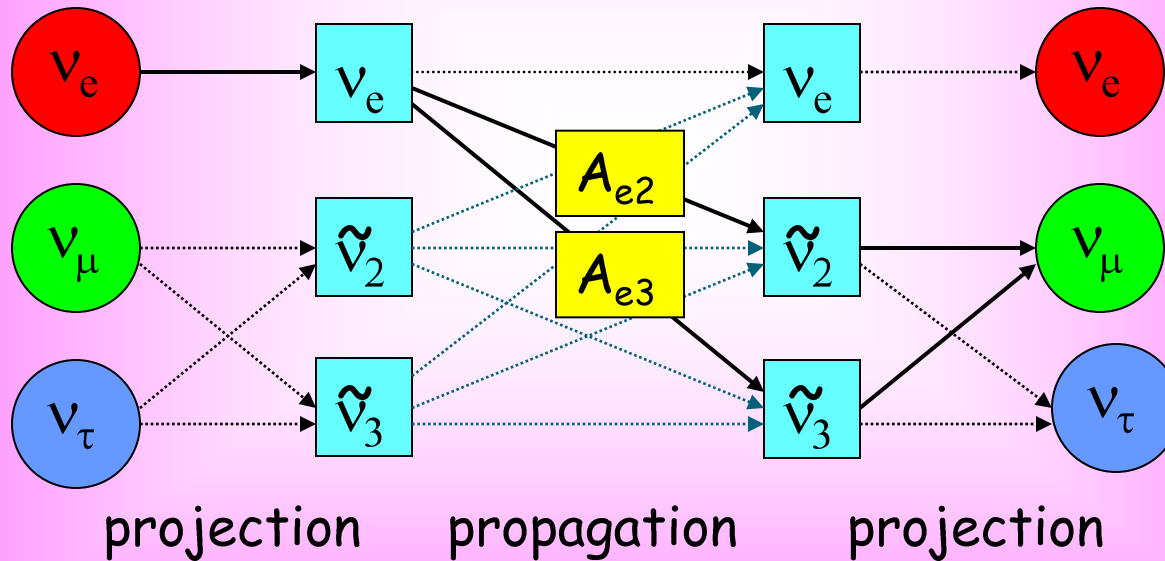 νe νe νe νe
Ae2
νμ ν̃2 ν̃2 νμ
Ae3
ντ ν̃3 ν̃3 ντ
projection propagation projection